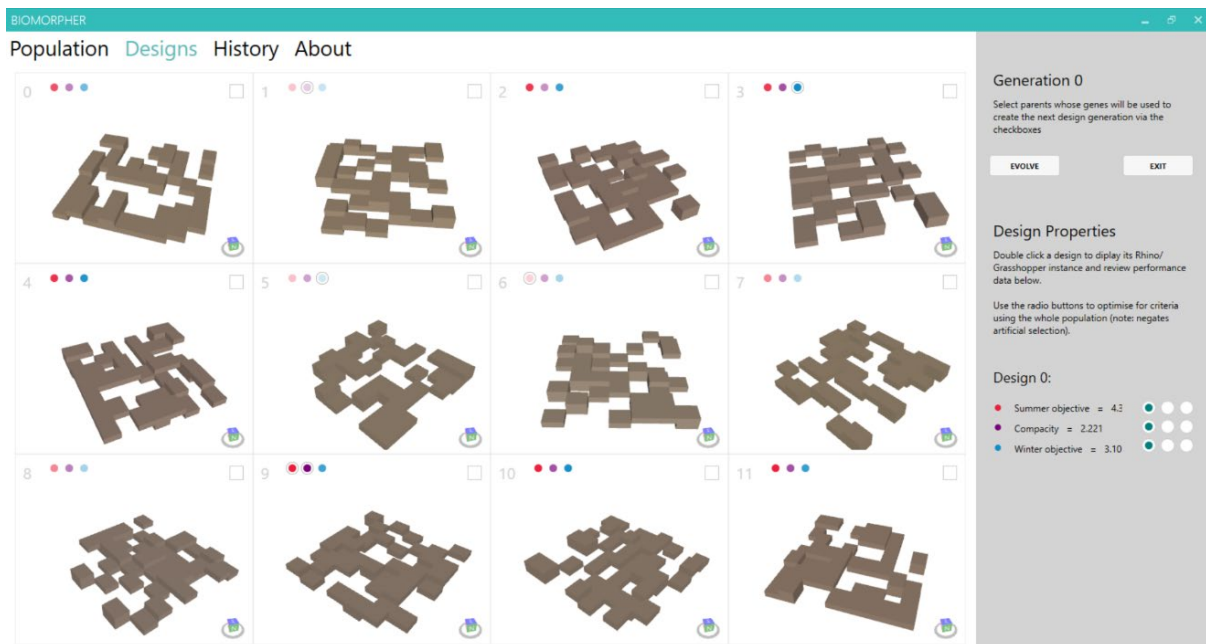 BIOMORPHER
Population Designs History About
0 1 2 3
4 5 6 7
8 9 10 11
Generation 0
Select parents whose genes will be used to
create the next design generation via the
checkboxes
EVOLVE EXIT
Design Properties
Double click a design to diplay its Rhino/
Grasshopper instance and review performance
data below.
Use the radio buttons to optimise for criteria
using the whole population (note: negates
artificial selection).
Design 0:
Summer objective = 4.3
Compacity = 2.221
Winter objective = 3.10